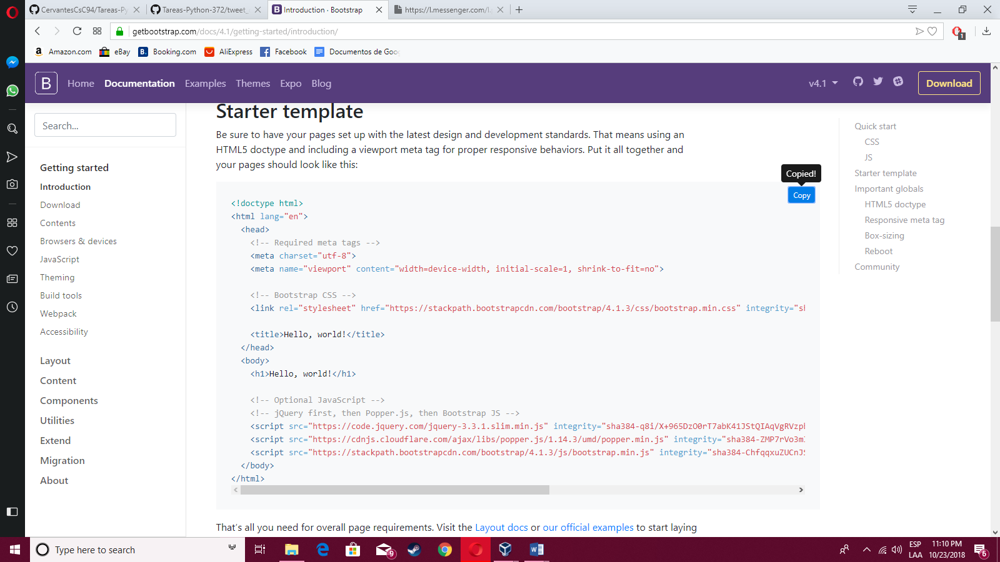 CervantesCsC94/Tareas-Py
Tareas-Python-372/tweet_
B Introduction · Bootstrap
https://l.messenger.com/l.
getbootstrap.com/docs/4.1/getting-started/introduction/
1
a Amazon.com
eBay
B. Booking.com
AliExpress
f Facebook
Documentos de Goo
B
Home
Documentation
Examples
Themes
Expo
Blog
v4.1
Download
Search...
Getting started
Introduction
Download
Contents
Browsers & devices
JavaScript
Theming
Build tools
Webpack
Accessibility
Layout
Content
Components
Utilities
Extend
Migration
About
Starter template
Be sure to have your pages set up with the latest design and development standards. That means using an
HTML5 doctype and including a viewport meta tag for proper responsive behaviors. Put it all together and
your pages should look like this:
Copied!
Copy
<!doctype html>
<html lang="en">
<head>
<!-- Required meta tags -->
<meta charset="utf-8">
<meta name="viewport" content="width=device-width, initial-scale=1, shrink-to-fit=no">
<!-- Bootstrap CSS -->
<link rel="stylesheet" href="https://stackpath.bootstrapcdn.com/bootstrap/4.1.3/css/bootstrap.min.css" integrity="sh
<title>Hello, world!</title>
</head>
<body>
<h1>Hello, world!</h1>
<!-- Optional JavaScript -->
<!-- jQuery first, then Popper.js, then Bootstrap JS -->
<script src="https://code.jquery.com/jquery-3.3.1.slim.min.js" integrity="sha384-q8i/X+965DzO0rT7abK41JStQIAqVgRVzpb
<script src="https://cdnjs.cloudflare.com/ajax/libs/popper.js/1.14.3/umd/popper.min.js" integrity="sha384-ZMP7rVo3mI
<script src="https://stackpath.bootstrapcdn.com/bootstrap/4.1.3/js/bootstrap.min.js" integrity="sha384-ChfqqxuZUCnJS
</body>
</html>
That's all you need for overall page requirements. Visit the Layout docs or our official examples to start laying
Quick start
CSS
JS
Starter template
Important globals
HTML5 doctype
Responsive meta tag
Box-sizing
Reboot
Community
Type here to search
9
ESP
LAA
11:10 PM
10/23/2018
6